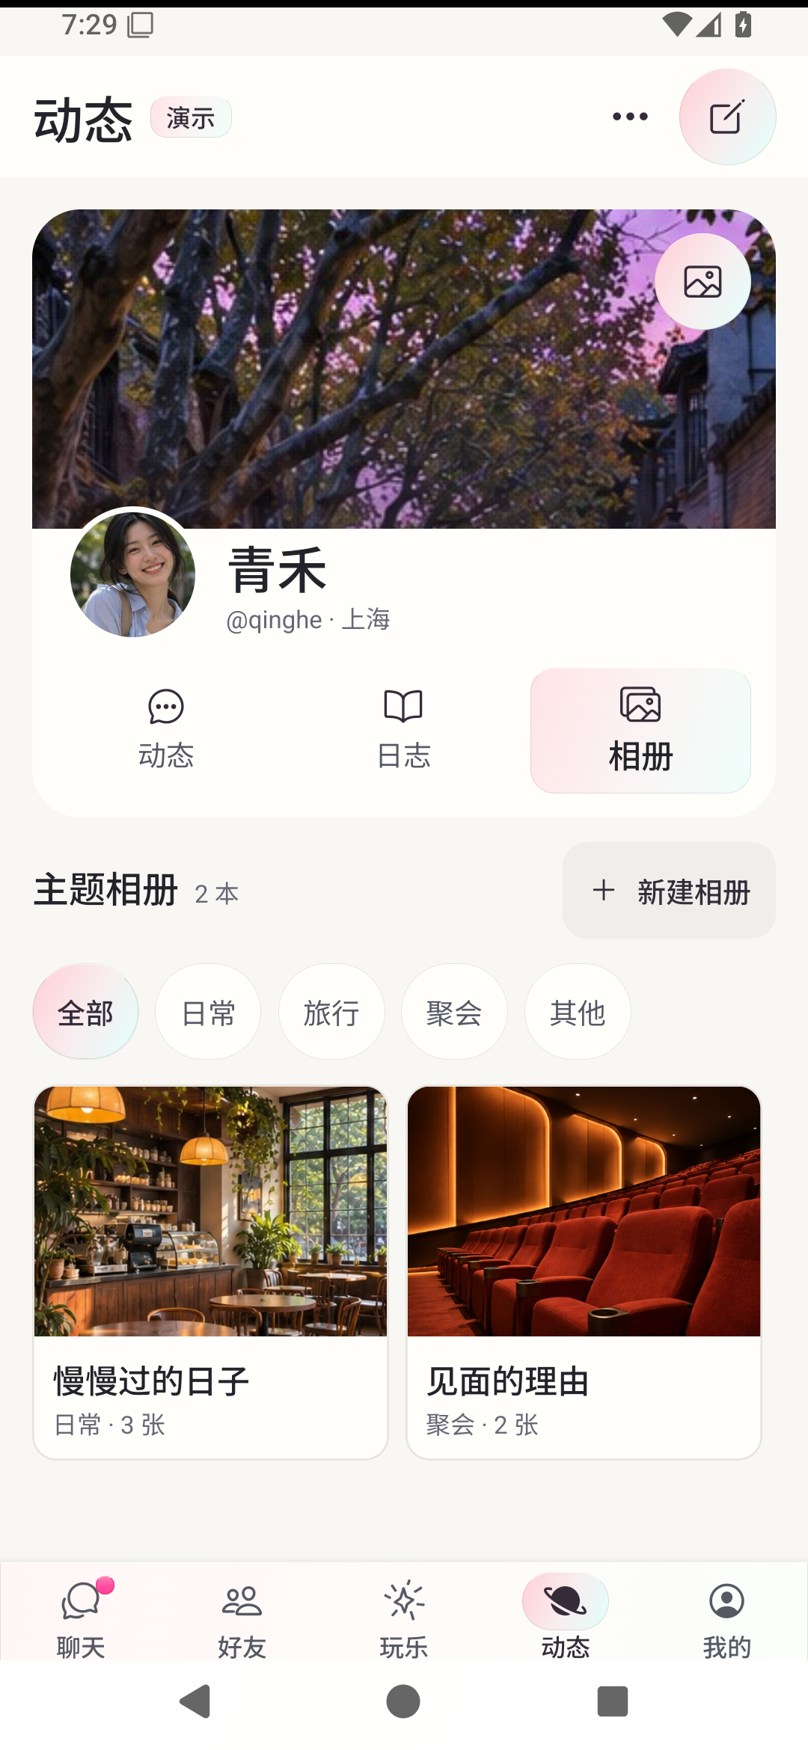 7:29
动态 演示
青禾
@qinghe · 上海
动态 日志 相册
主题相册 2 本 + 新建相册
全部 日常 旅行 聚会 其他
慢慢过的日子 见面的理由
日常 · 3 张 聚会 · 2 张
聊天 好友 玩乐 动态 我的